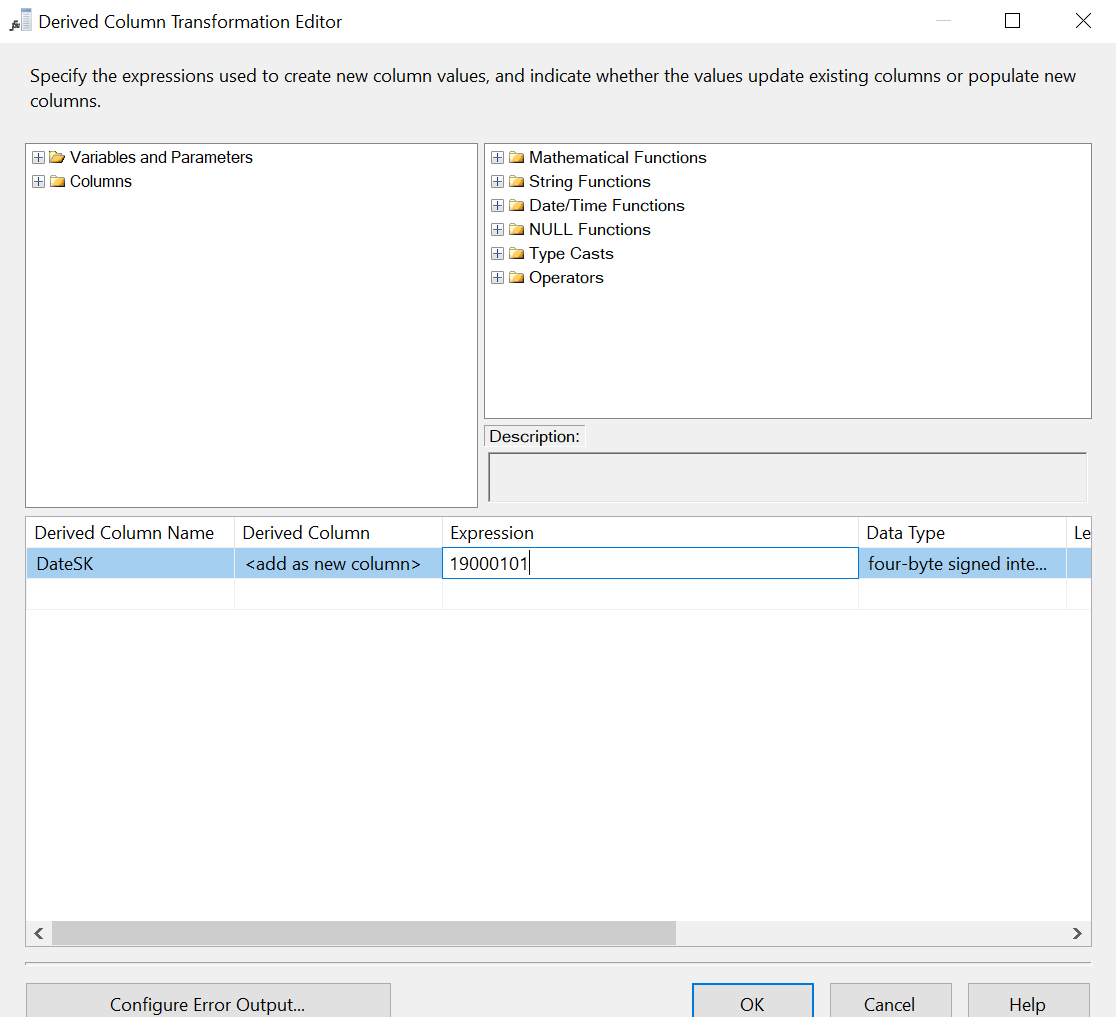 Derived Column Transformation Editor
Specify the expressions used to create new column values, and indicate whether the values update existing columns or populate new
columns.
Variables and Parameters
Columns
Mathematical Functions
String Functions
Date/Time Functions
NULL Functions
Type Casts
Operators
Description:
Derived Column Name Derived Column Expression Data Type Le
DateSK <add as new column> 19000101 four-byte signed inte...
Configure Error Output... OK Cancel Help